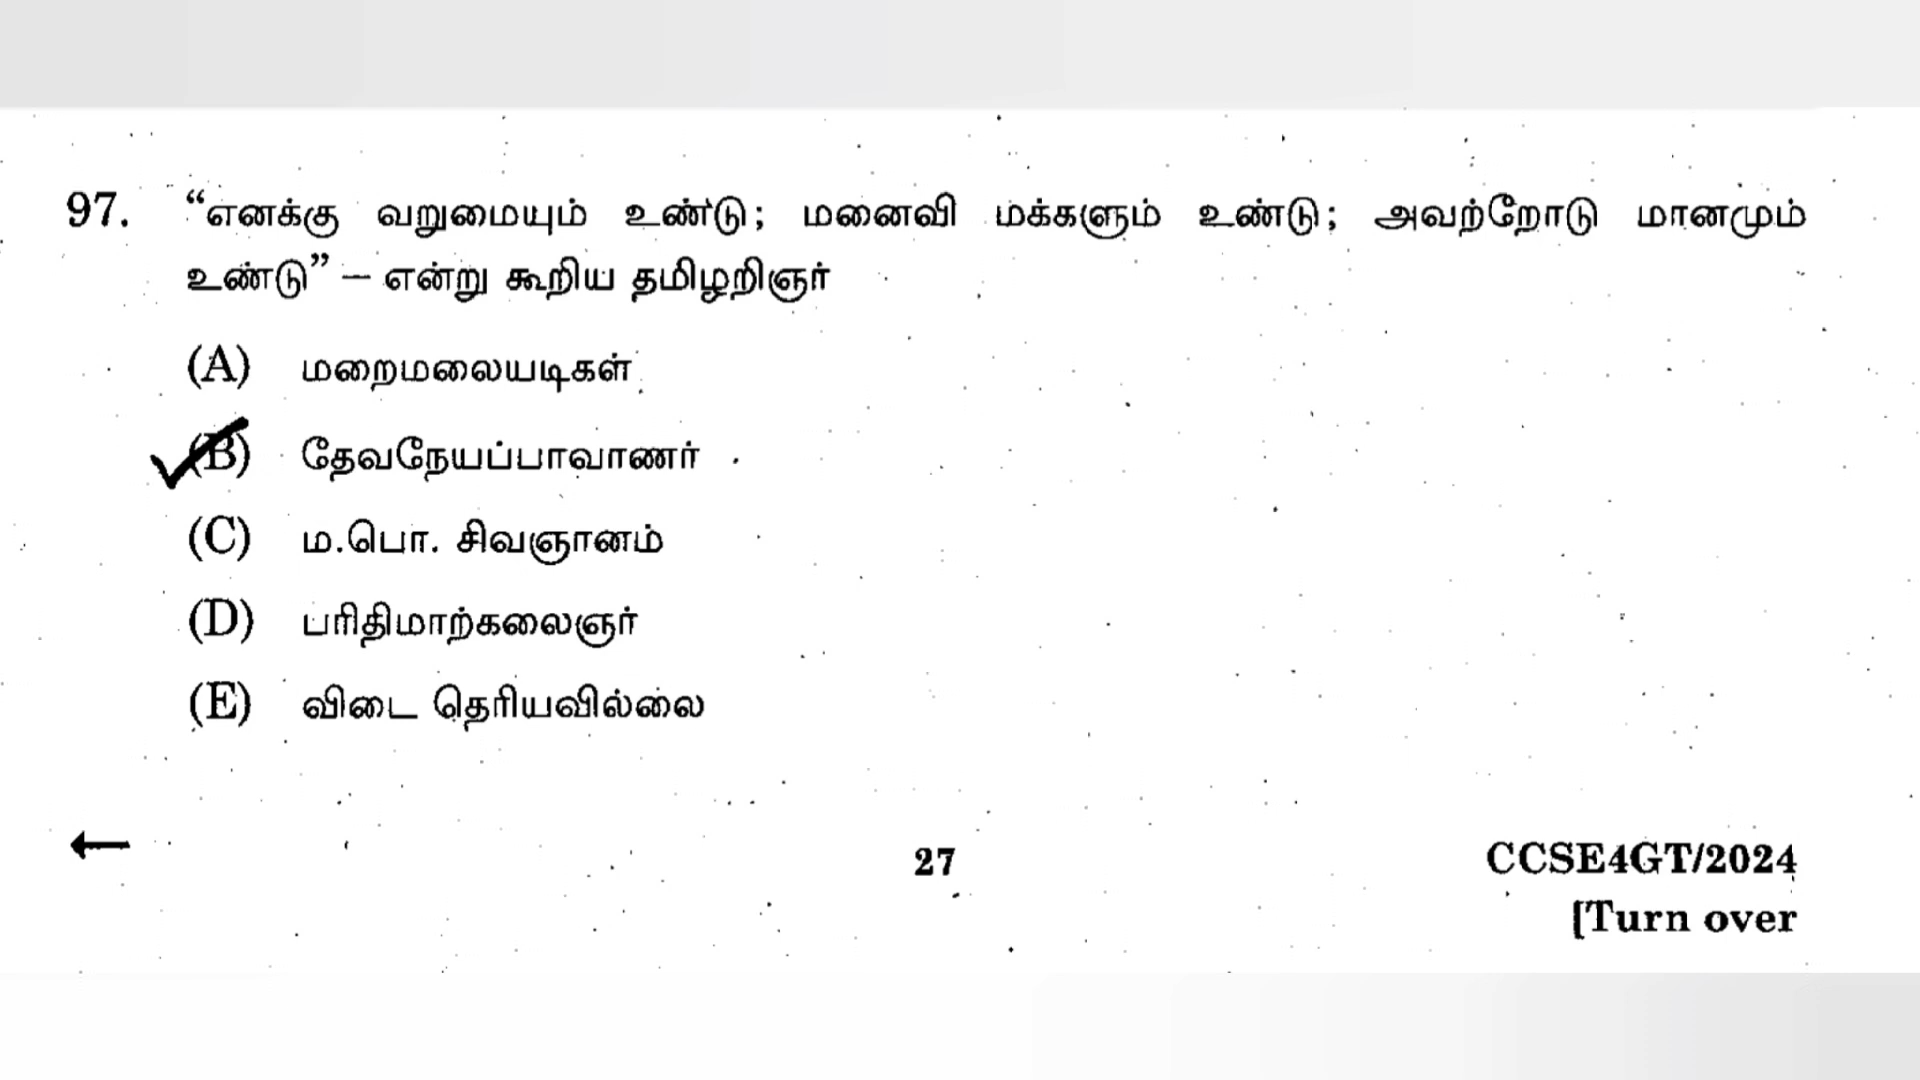 97. “எனக்கு வறுமையும் உண்டு; மனைவி மக்களும் உண்டு; அவற்றோடு மானமும்
உண்டு” – என்று கூறிய தமிழறிஞர்
(A) மறைமலையடிகள்
(B) தேவநேயப்பாவாணர்
(C) ம.பொ. சிவஞானம்
(D) பரிதிமாற்கலைஞர்
(E) விடை தெரியவில்லை
27
CCSE4GT/2024
[Turn over